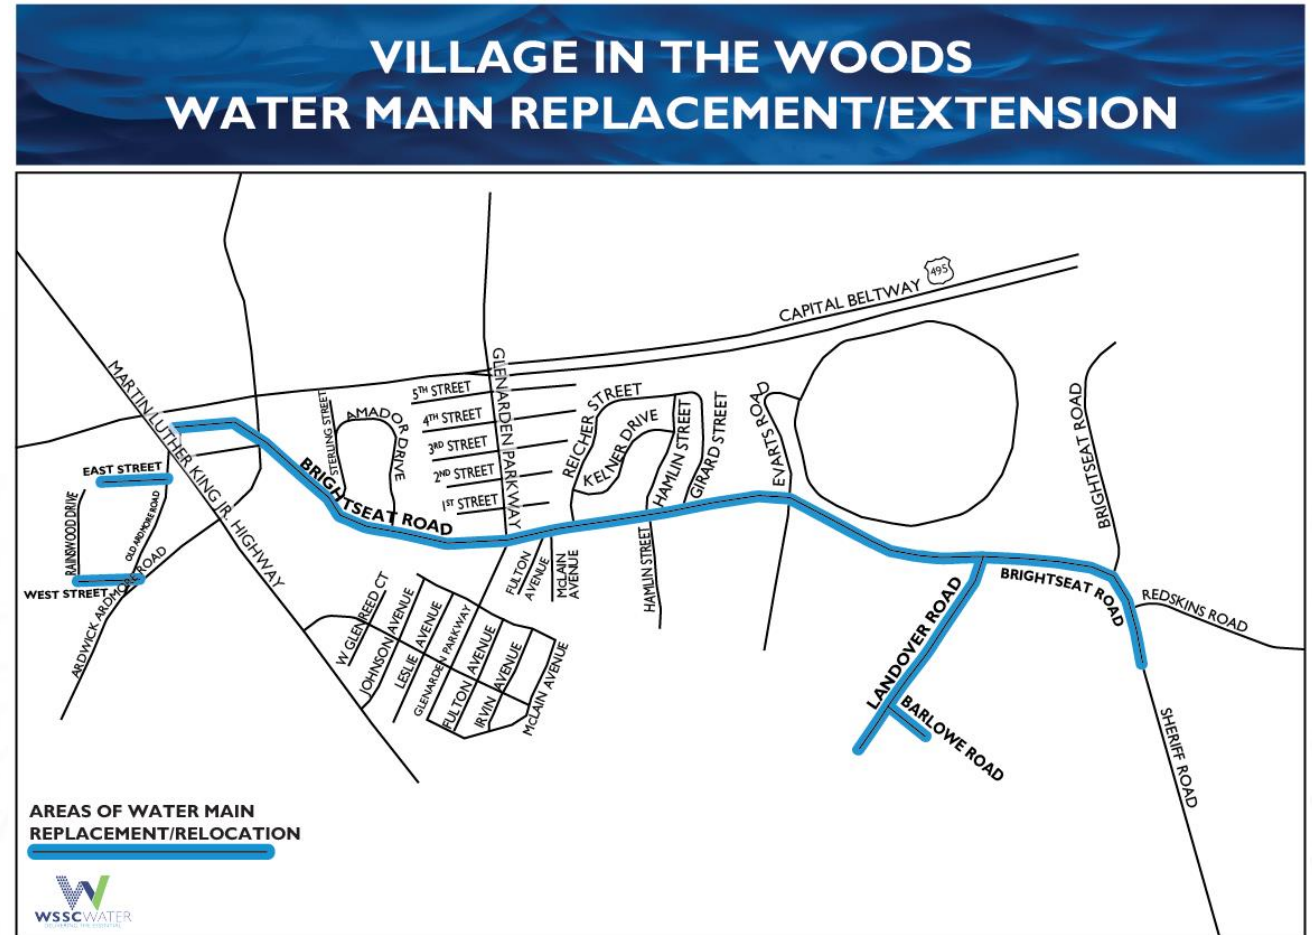 VILLAGE IN THE WOODS
WATER MAIN REPLACEMENT/EXTENSION
495
CAPITAL BELTWAY
MARTIN LUTHER KING JR. HIGHWAY
GLENARDEN PARKWAY
5TH STREET
4TH STREET
3RD STREET
2ND STREET
1ST STREET
STERLING STREET
AMADOR DRIVE
REICHER STREET
KELNER DRIVE
HAMLIN STREET
GIRARD STREET
EVARTS ROAD
BRIGHTSEAT ROAD
EAST STREET
RAINSWOOD DRIVE
OLD ARDMORE ROAD
WEST STREET
ARDWICK ARDMORE ROAD
BRIGHTSEAT ROAD
FULTON AVENUE
McLAIN AVENUE
HAMLIN STREET
W GLENREED CT
JOHNSON AVENUE
LESLIE AVENUE
GLENARDEN PARKWAY
FULTON AVENUE
IRVIN AVENUE
McLAIN AVENUE
LANDOVER ROAD
BARLOWE ROAD
BRIGHTSEAT ROAD
REDSKINS ROAD
SHERIFF ROAD
AREAS OF WATER MAIN
REPLACEMENT/RELOCATION
WSSCWATER
DELIVERING THE ESSENTIAL